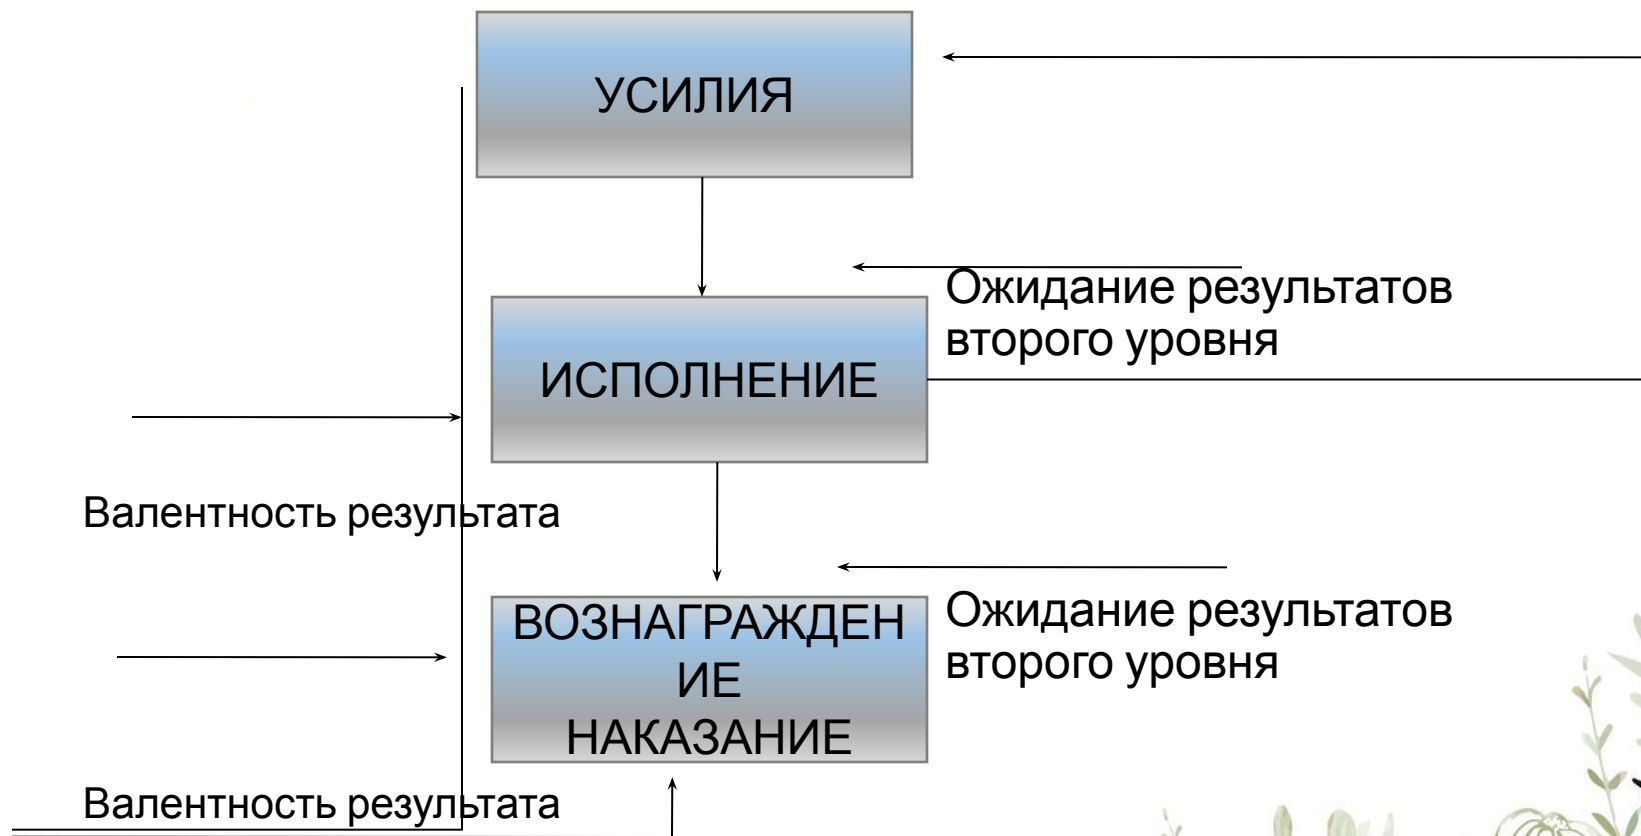 УСИЛИЯ
Ожидание результатов
второго уровня
ИСПОЛНЕНИЕ
Валентность результата
ВОЗНАГРАЖДЕН
ИЕ
НАКАЗАНИЕ
Ожидание результатов
второго уровня
Валентность результата